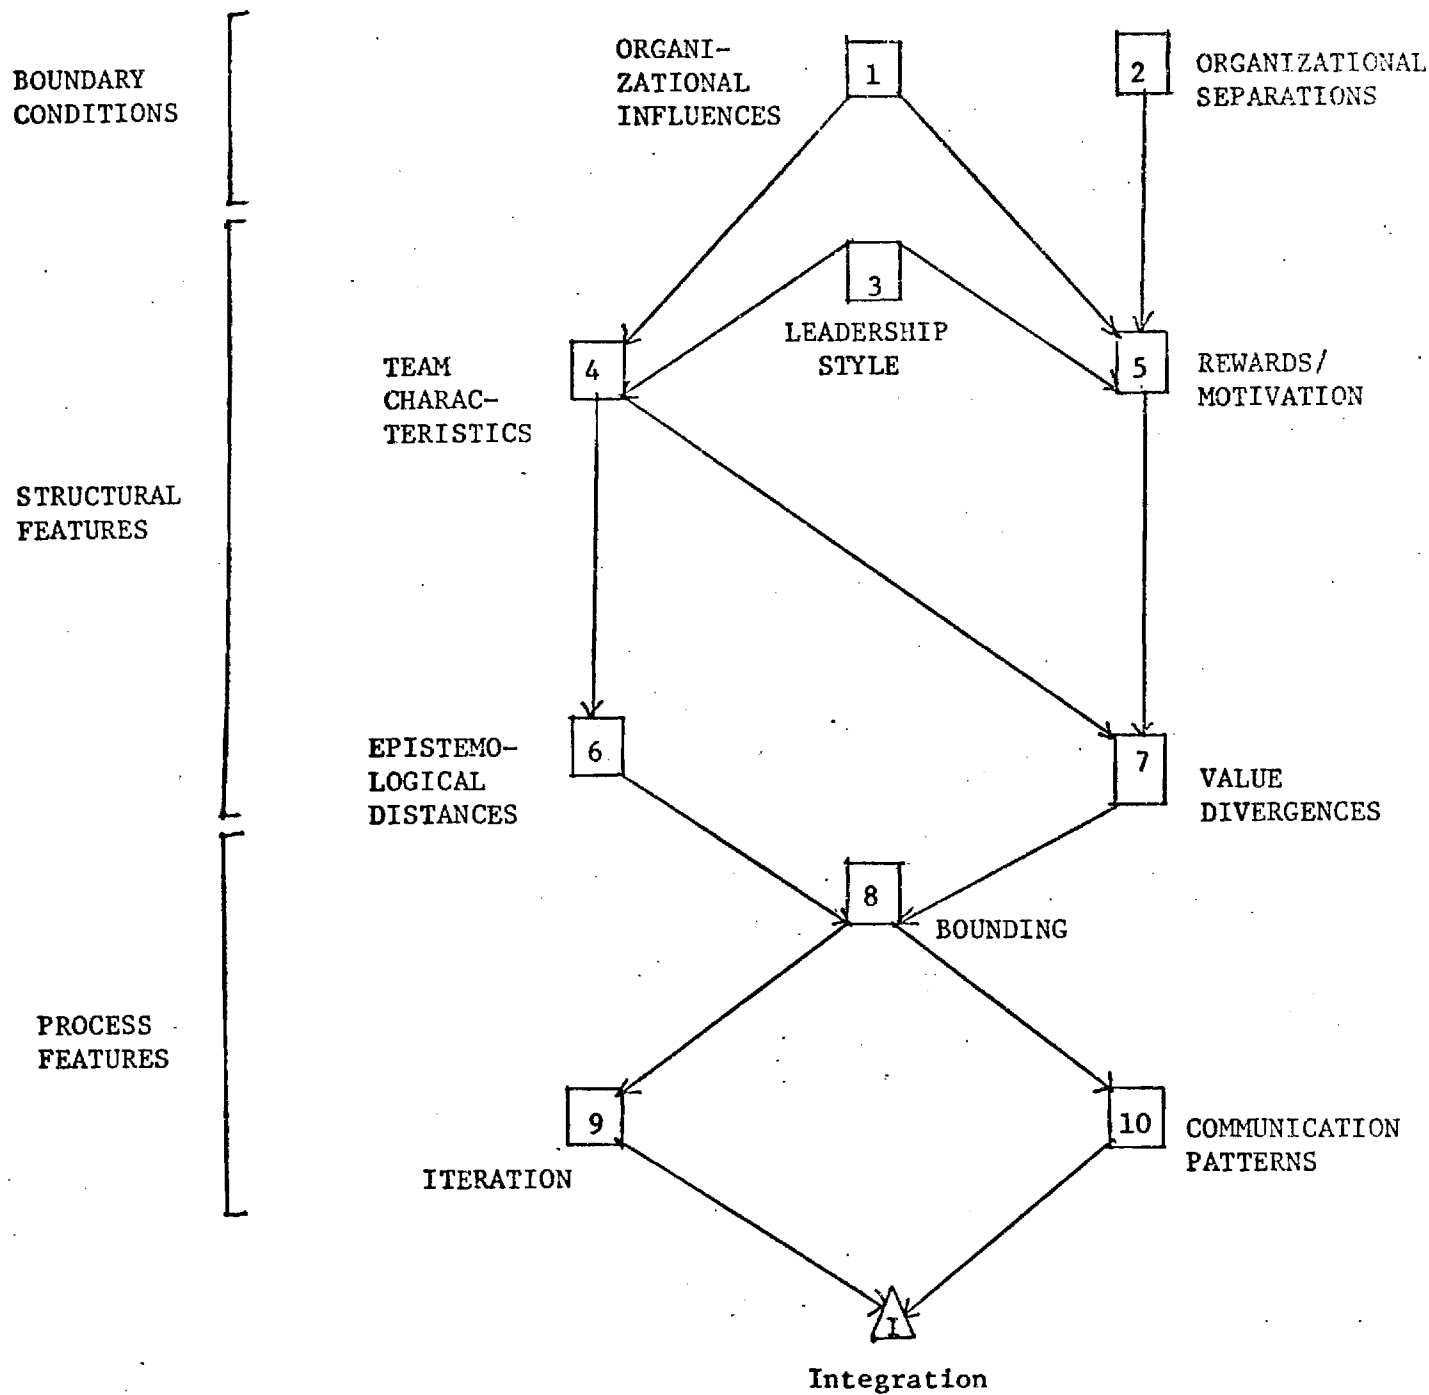 BOUNDARY
CONDITIONS
ORGANI-
ZATIONAL
INFLUENCES
1
2
ORGANIZATIONAL
SEPARATIONS
3
LEADERSHIP
STYLE
TEAM
CHARAC-
TERISTICS
4
5
REWARDS/
MOTIVATION
STRUCTURAL
FEATURES
EPISTEMO-
LOGICAL
DISTANCES
6
7
VALUE
DIVERGENCES
8
BOUNDING
PROCESS
FEATURES
9
ITERATION
10
COMMUNICATION
PATTERNS
I
Integration